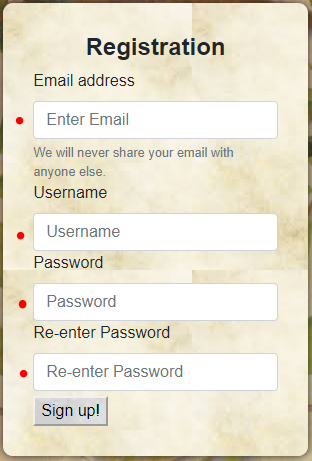 Registration
Email address
Enter Email
We will never share your email with
anyone else.
Username
Username
Password
Password
Re-enter Password
Re-enter Password
Sign up!